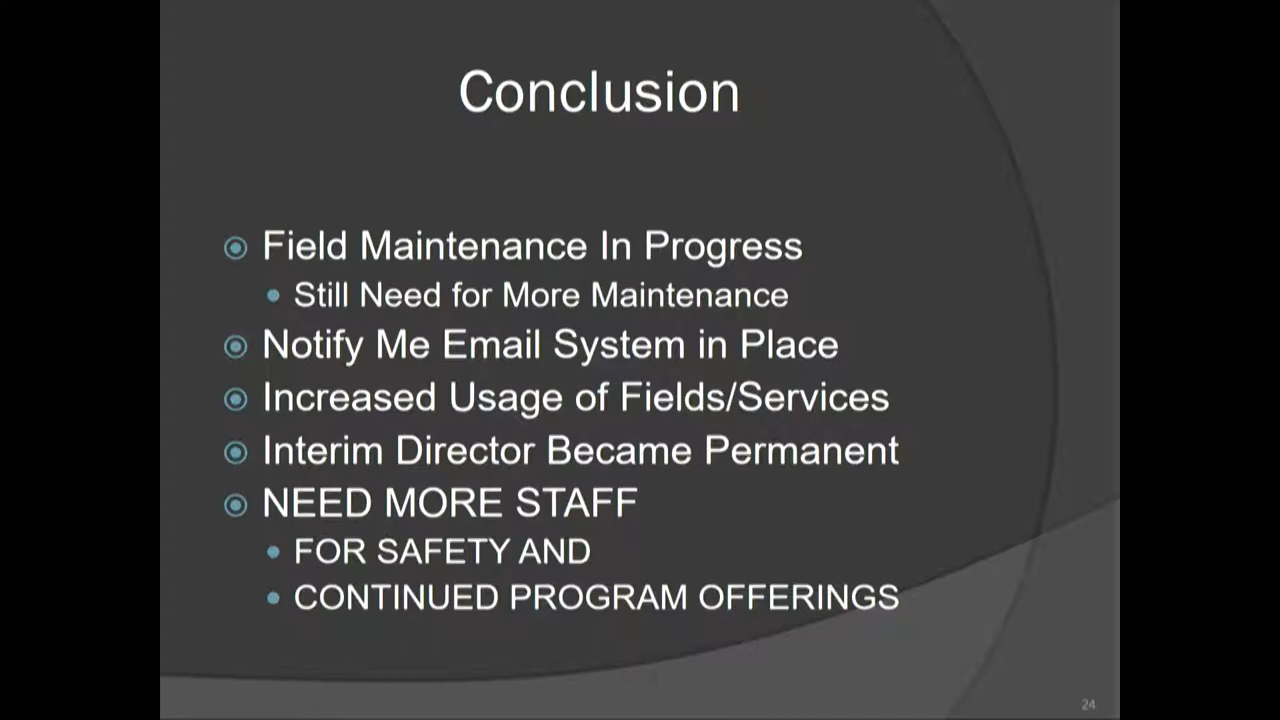 Conclusion
Field Maintenance In Progress
Still Need for More Maintenance
Notify Me Email System in Place
Increased Usage of Fields/Services
Interim Director Became Permanent
NEED MORE STAFF
FOR SAFETY AND
CONTINUED PROGRAM OFFERINGS
24